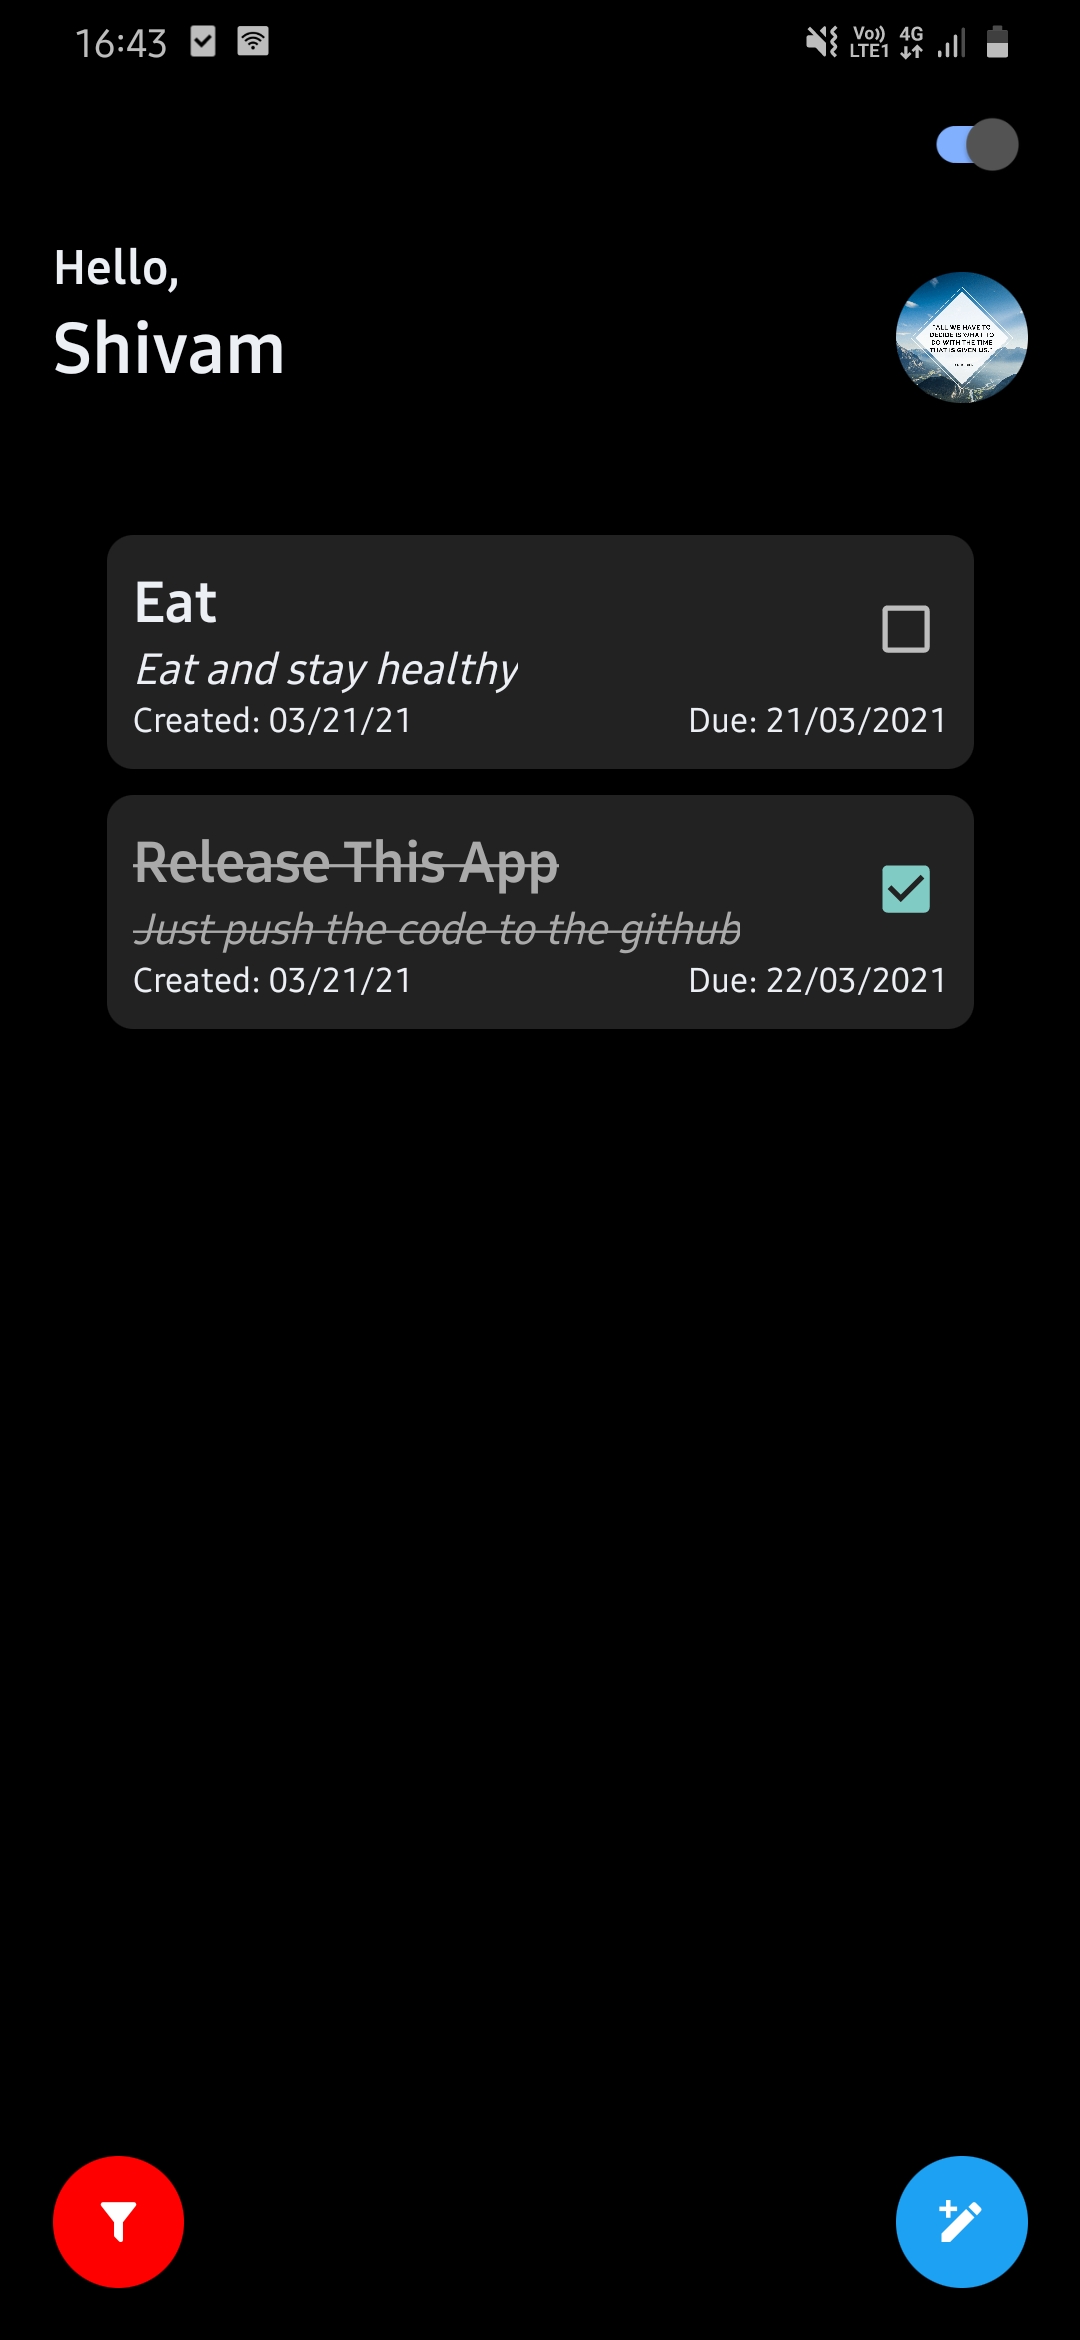 16:43
Vo)) 4G
LTE1
Hello,
Shivam
"ALL WE HAVE TO
DECIDE IS WHAT TO
DO WITH THE TIME
THAT IS GIVEN US."
Eat
Eat and stay healthy
Created: 03/21/21 Due: 21/03/2021
Release This App
Just push the code to the github
Created: 03/21/21 Due: 22/03/2021